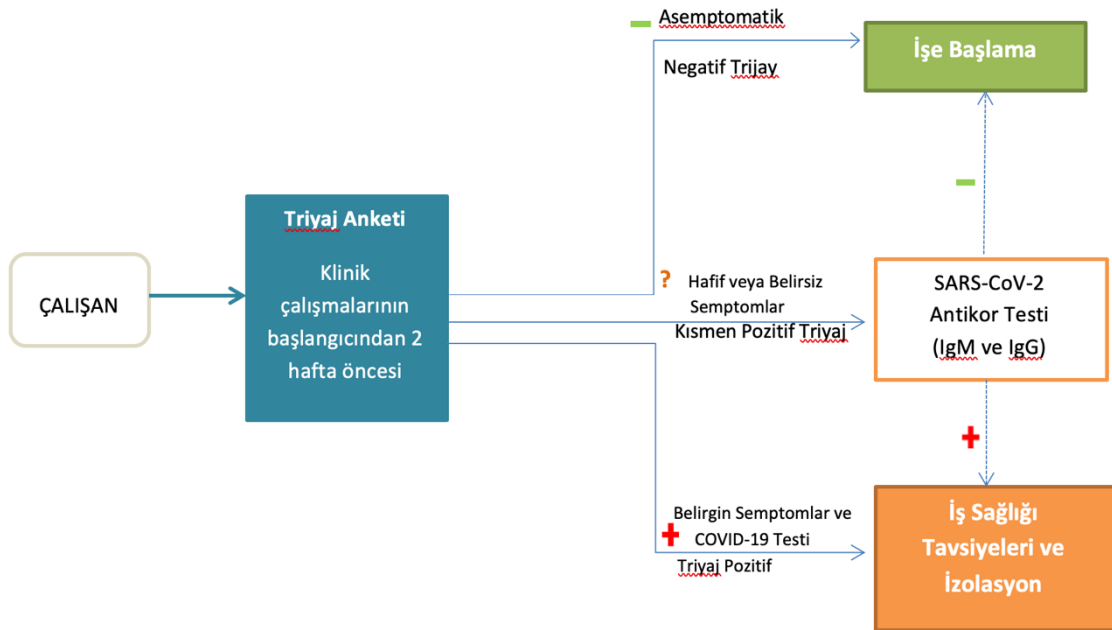 ÇALIŞAN
Triyaj Anketi
Klinik
çalışmalarının
başlangıcından 2
hafta öncesi
– Asemptomatik
Negatif Trijay
İşe Başlama
–
? Hafif veya Belirsiz
Semptomlar
Kısmen Pozitif Triyaj
SARS-CoV-2
Antikor Testi
(IgM ve IgG)
+
Belirgin Semptomlar ve
+ COVID-19 Testi
Triyaj Pozitif
İş Sağlığı
Tavsiyeleri ve
İzolasyon